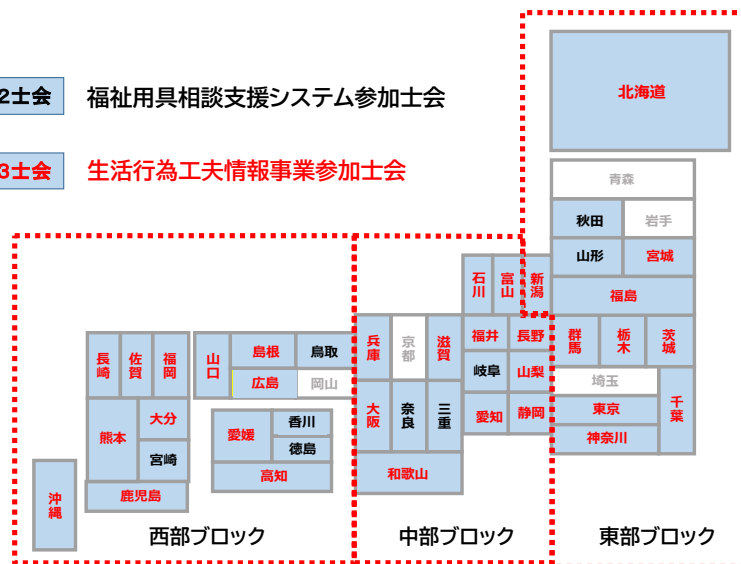 2士会 福祉用具相談支援システム参加士会
3士会 生活行為工夫情報事業参加士会
北海道
青森
秋田 岩手
山形 宮城
福島
石川 富山 新潟
群馬 栃木 茨城
埼玉
東京
千葉
神奈川
兵庫 京都 滋賀 福井 長野
岐阜 山梨
大阪 奈良 三重 愛知 静岡
和歌山
長崎 佐賀 福岡 山口 島根 鳥取
広島 岡山
熊本 大分
宮崎
鹿児島
愛媛 香川
徳島
高知
沖縄
西部ブロック 中部ブロック 東部ブロック